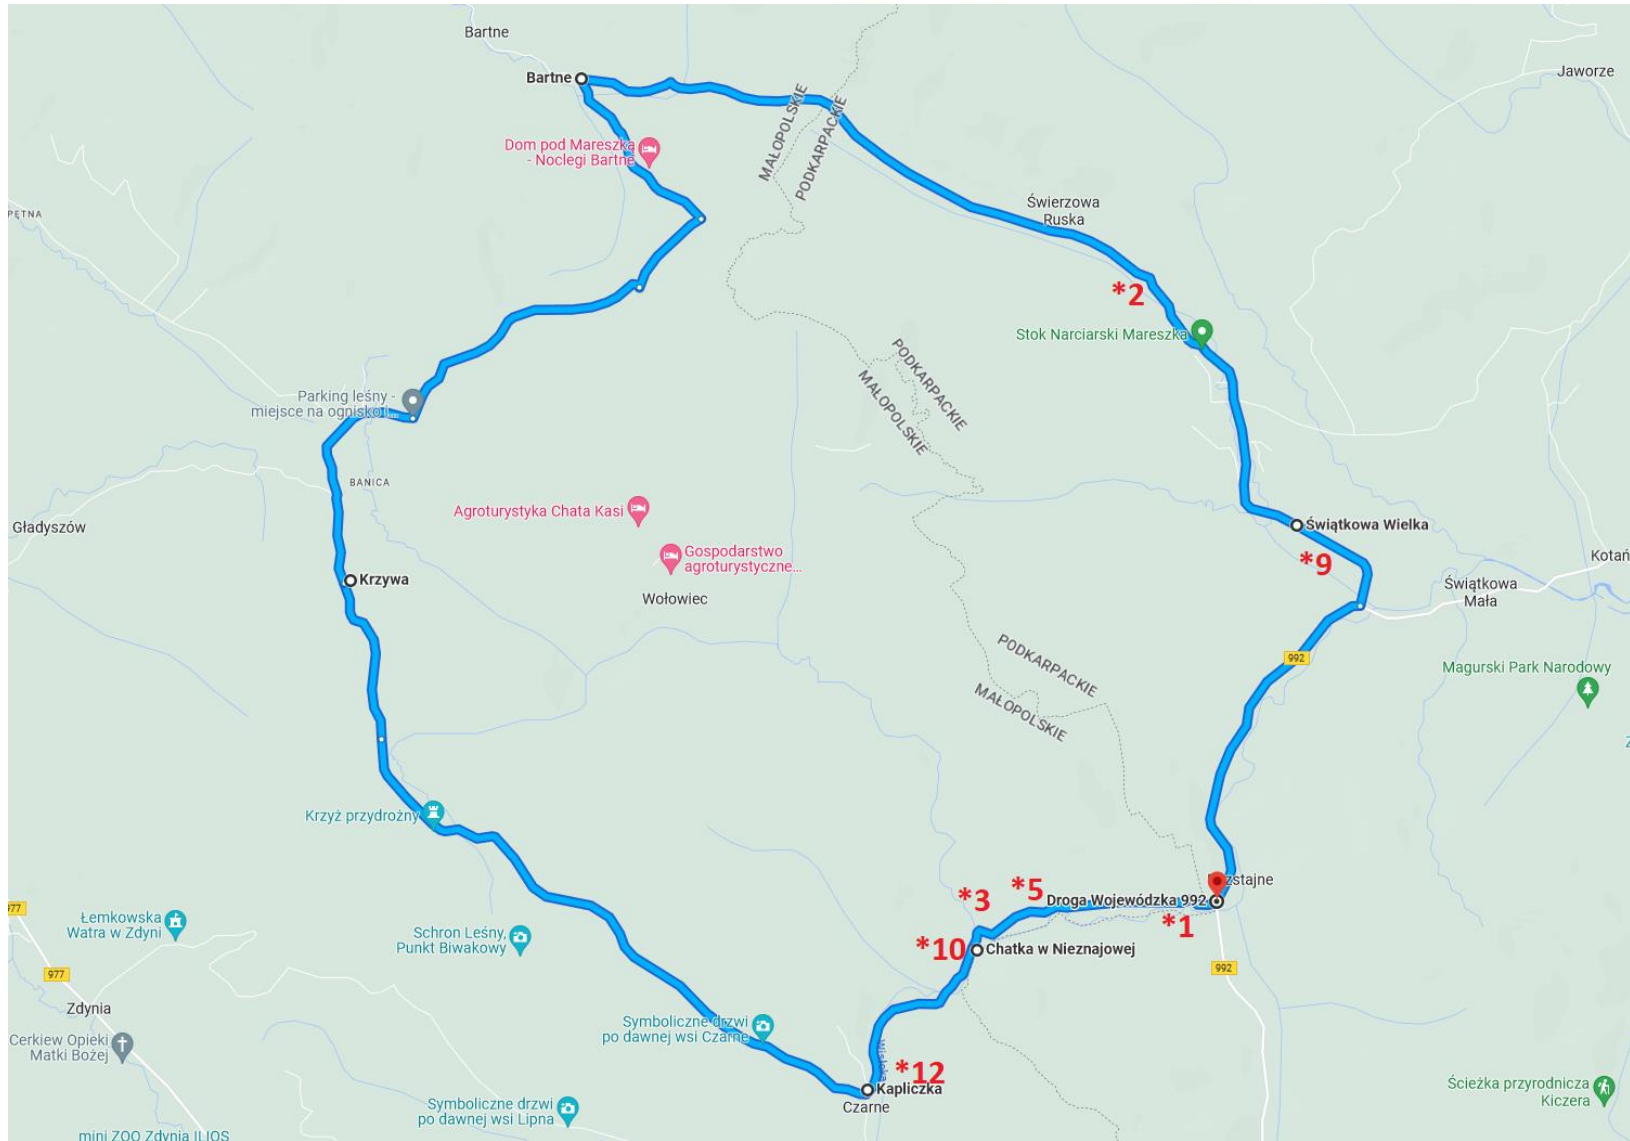 Bartne
Jaworze
Bartne
MAŁOPOLSKIE
PODKARPACKIE
Dom pod Mareszką
- Noclegi Bartne
Świerzowa
Ruska
PĘTNA
*2
Stok Narciarski Mareszka
PODKARPACKIE
MAŁOPOLSKIE
Parking leśny -
miejsce na ognisko i...
BANICA
Agroturystyka Chata Kasi
Gładyszów
Świątkowa Wielka
Gospodarstwo
agroturystyczne...
*9
Kotań
Krzywa
Świątkowa
Mała
Wołowiec
PODKARPACKIE
MAŁOPOLSKIE
992
Magurski Park Narodowy
Krzyż przydrożny
*3
*5
Droga Wojewódzka 992
*1
977
Łemkowska
Watra w Zdyni
Schron Leśny,
Punkt Biwakowy
*10
Chatka w Nieznajowej
992
977
Zdynia
Symboliczne drzwi
po dawnej wsi Czarne
Cerkiew Opieki
Matki Bożej
Wisłoka
*12
Kapliczka
Czarne
Ścieżka przyrodnicza
Kiczera
Symboliczne drzwi
po dawnej wsi Lipna
mini ZOO Zdynia ILIOS